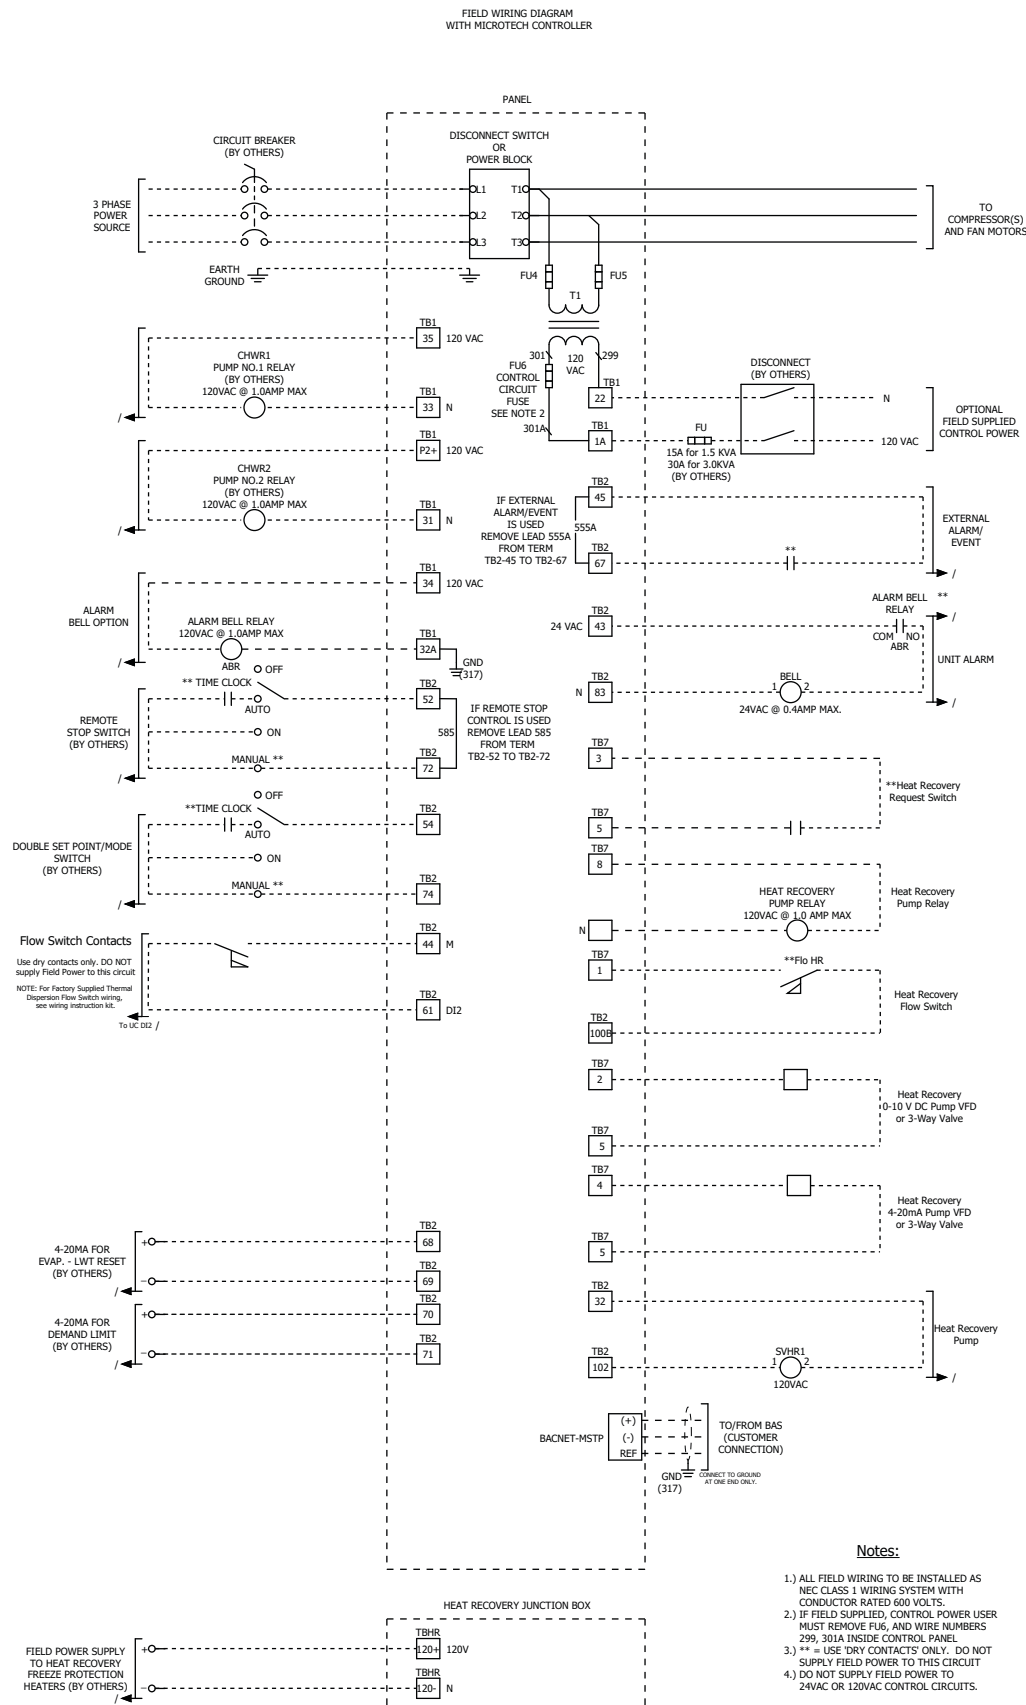 FIELD WIRING DIAGRAM
WITH MICROTECH CONTROLLER
PANEL
CIRCUIT BREAKER
(BY OTHERS)
DISCONNECT SWITCH
OR
POWER BLOCK
3 PHASE
POWER
SOURCE
L1
T1
L2
T2
L3
T3
TO
COMPRESSOR(S)
AND FAN MOTORS
EARTH
GROUND
FU4
FU5
T1
301
120
VAC
299
FU6
CONTROL
CIRCUIT
FUSE
SEE NOTE 2
301A
TB1
22
TB1
1A
DISCONNECT
(BY OTHERS)
N
FU
120 VAC
15A for 1.5 KVA
30A for 3.0KVA
(BY OTHERS)
OPTIONAL
FIELD SUPPLIED
CONTROL POWER
TB1
35
120 VAC
CHWR1
PUMP NO.1 RELAY
(BY OTHERS)
120VAC @ 1.0AMP MAX
TB1
33
N
/
TB1
P2+
120 VAC
CHWR2
PUMP NO.2 RELAY
(BY OTHERS)
120VAC @ 1.0AMP MAX
TB1
31
N
/
IF EXTERNAL
ALARM/EVENT
IS USED
REMOVE LEAD 555A
FROM TERM
TB2-45 TO TB2-67
555A
TB2
45
TB2
67
**
EXTERNAL
ALARM/
EVENT
/
TB1
34
120 VAC
ALARM
BELL OPTION
ALARM BELL RELAY
120VAC @ 1.0AMP MAX
ABR
TB1
32A
GND
(317)
/
24 VAC
TB2
43
ALARM BELL
RELAY
**
COM
NO
ABR
/
UNIT ALARM
N
TB2
83
BELL
1
2
24VAC @ 0.4AMP MAX.
/
OFF
** TIME CLOCK
AUTO
TB2
52
REMOTE
STOP SWITCH
(BY OTHERS)
ON
MANUAL **
TB2
72
585
IF REMOTE STOP
CONTROL IS USED
REMOVE LEAD 585
FROM TERM
TB2-52 TO TB2-72
/
TB7
3
**Heat Recovery
Request Switch
TB7
5
OFF
**TIME CLOCK
AUTO
TB2
54
DOUBLE SET POINT/MODE
SWITCH
(BY OTHERS)
ON
MANUAL **
TB2
74
/
TB7
8
HEAT RECOVERY
PUMP RELAY
120VAC @ 1.0 AMP MAX
Heat Recovery
Pump Relay
N
Flow Switch Contacts
Use dry contacts only. DO NOT
supply Field Power to this circuit
NOTE: For Factory Supplied Thermal
Dispersion Flow Switch wiring,
see wiring instruction kit.
To UC DI2 /
TB2
44
M
TB2
61
DI2
TB7
1
**Flo HR
Heat Recovery
Flow Switch
TB2
100B
TB7
2
Heat Recovery
0-10 V DC Pump VFD
or 3-Way Valve
TB7
5
TB7
4
Heat Recovery
4-20mA Pump VFD
or 3-Way Valve
TB7
5
4-20MA FOR
EVAP. - LWT RESET
(BY OTHERS)
+
TB2
68
-
TB2
69
/
4-20MA FOR
DEMAND LIMIT
(BY OTHERS)
+
TB2
70
-
TB2
71
/
TB2
32
Heat Recovery
Pump
TB2
102
SVHR1
1
2
120VAC
/
BACNET-MSTP
(+)
(-)
REF
TO/FROM BAS
(CUSTOMER
CONNECTION)
GND
(317)
CONNECT TO GROUND
AT ONE END ONLY.
Notes:
1.) ALL FIELD WIRING TO BE INSTALLED AS
NEC CLASS 1 WIRING SYSTEM WITH
CONDUCTOR RATED 600 VOLTS.
2.) IF FIELD SUPPLIED, CONTROL POWER USER
MUST REMOVE FU6, AND WIRE NUMBERS
299, 301A INSIDE CONTROL PANEL
3.) ** = USE 'DRY CONTACTS' ONLY. DO NOT
SUPPLY FIELD POWER TO THIS CIRCUIT
4.) DO NOT SUPPLY FIELD POWER TO
24VAC OR 120VAC CONTROL CIRCUITS.
HEAT RECOVERY JUNCTION BOX
FIELD POWER SUPPLY
TO HEAT RECOVERY
FREEZE PROTECTION
HEATERS (BY OTHERS)
+
TBHR
120+
120V
-
TBHR
120-
N
/